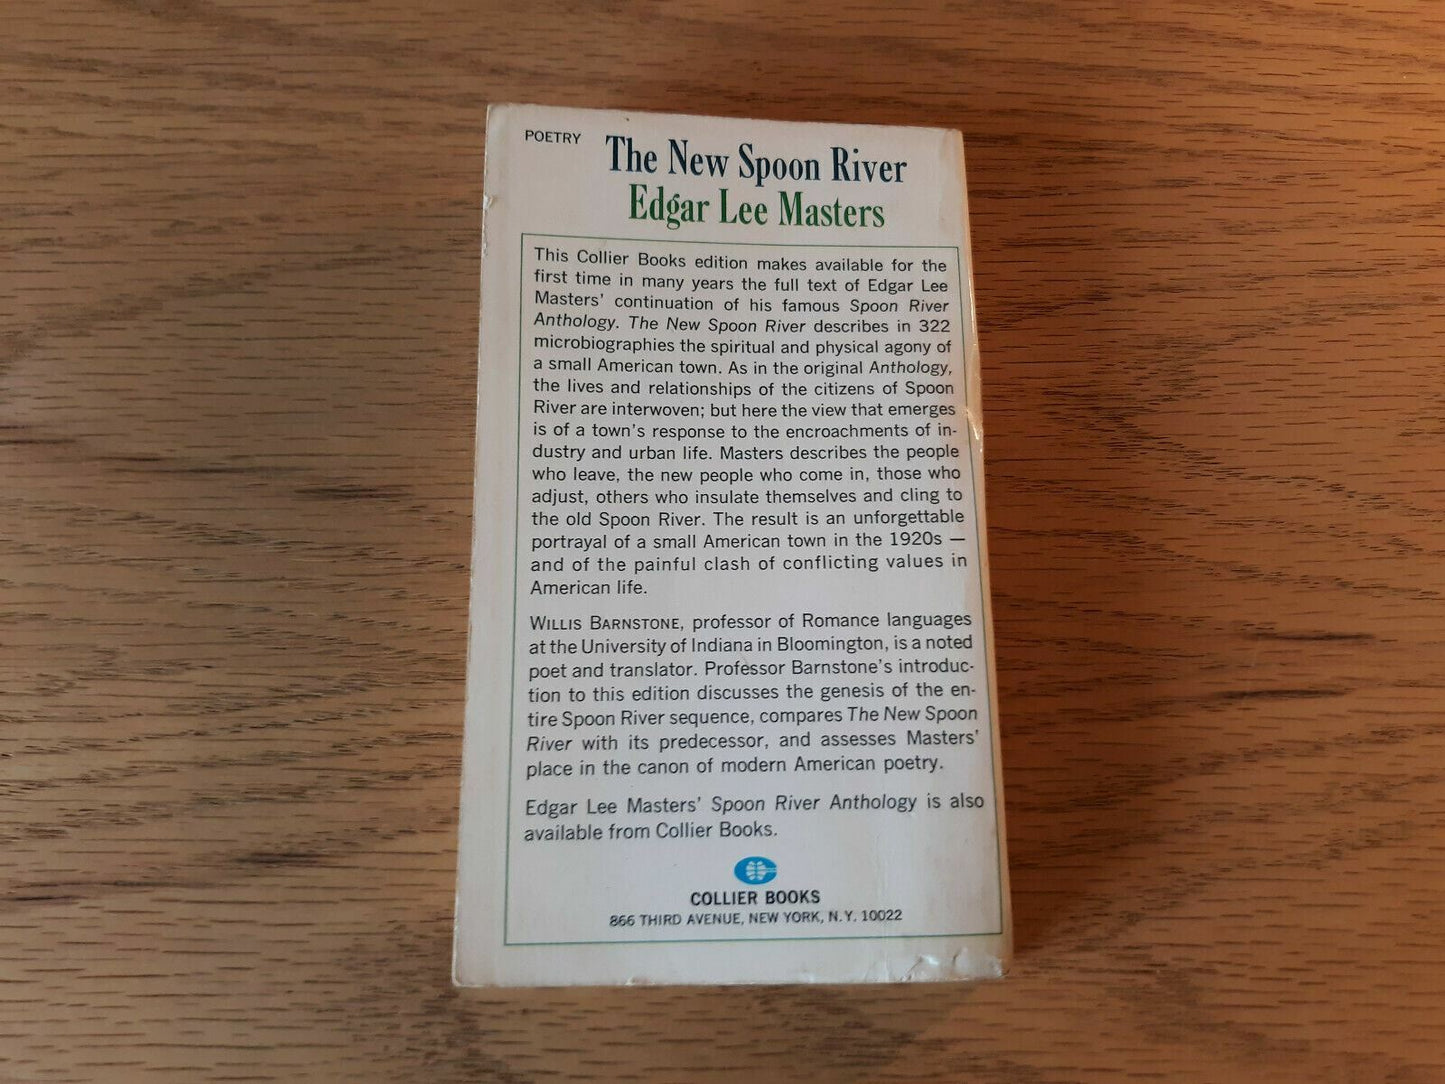 POETRY
The New Spoon River
Edgar Lee Masters
This Collier Books edition makes available for the
first time in many years the full text of Edgar Lee
Masters' continuation of his famous Spoon River
Anthology. The New Spoon River describes in 322
microbiographies the spiritual and physical agony of
a small American town. As in the original Anthology,
the lives and relationships of the citizens of Spoon
River are interwoven; but here the view that emerges
is of a town's response to the encroachments of in-
dustry and urban life. Masters describes the people
who leave, the new people who come in, those who
adjust, others who insulate themselves and cling to
the old Spoon River. The result is an unforgettable
portrayal of a small American town in the 1920s —
and of the painful clash of conflicting values in
American life.
WILLIS BARNSTONE, professor of Romance languages
at the University of Indiana in Bloomington, is a noted
poet and translator. Professor Barnstone's introduc-
tion to this edition discusses the genesis of the en-
tire Spoon River sequence, compares The New Spoon
River with its predecessor, and assesses Masters'
place in the canon of modern American poetry.
Edgar Lee Masters' Spoon River Anthology is also
available from Collier Books.
COLLIER BOOKS
866 THIRD AVENUE, NEW YORK, N.Y. 10022